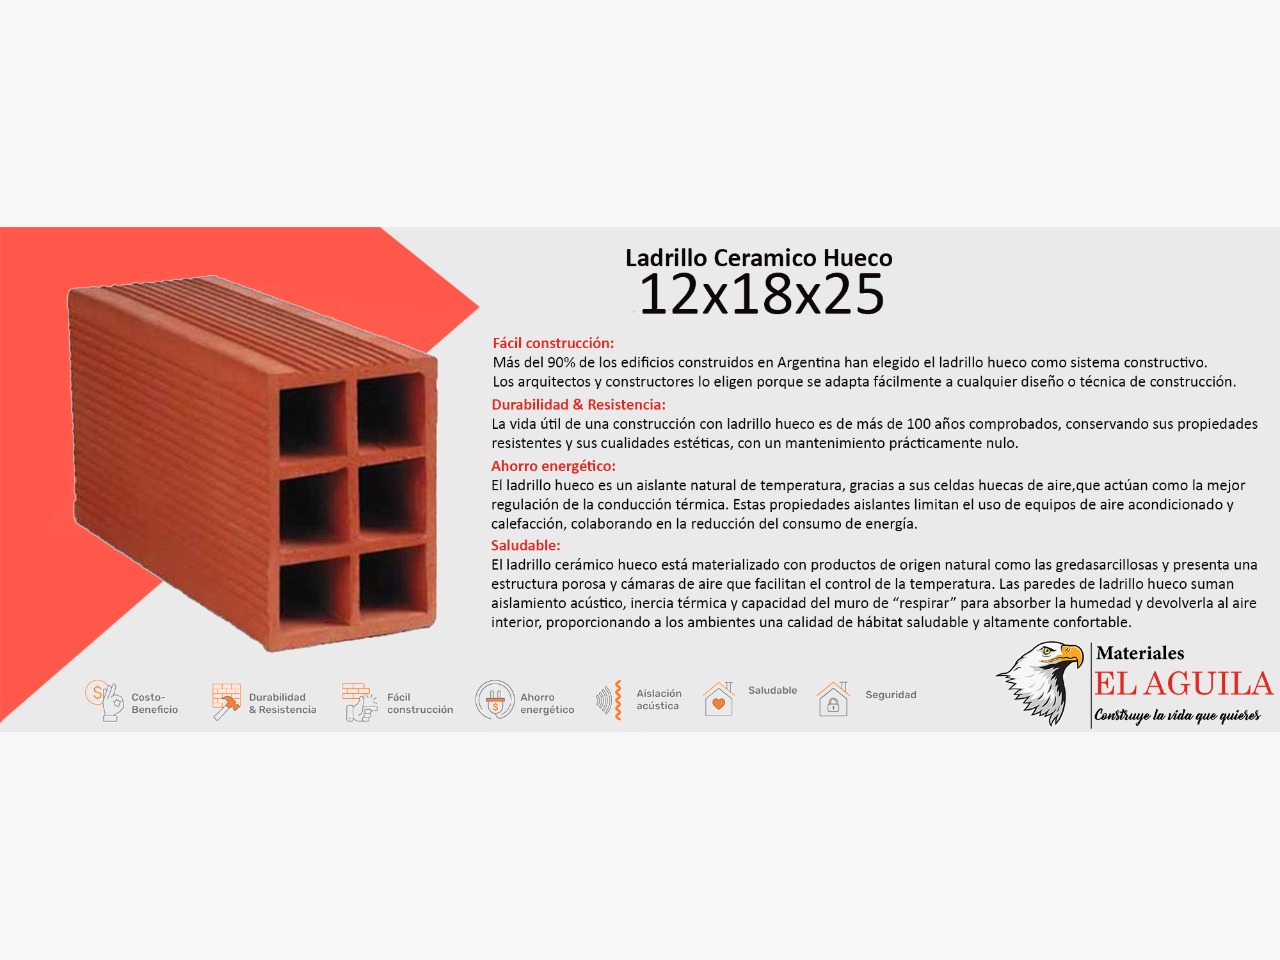 Ladrillo Ceramico Hueco
12x18x25
Fácil construcción:
Más del 90% de los edificios construidos en Argentina han elegido el ladrillo hueco como sistema constructivo.
Los arquitectos y constructores lo eligen porque se adapta fácilmente a cualquier diseño o técnica de construcción.
Durabilidad & Resistencia:
La vida útil de una construcción con ladrillo hueco es de más de 100 años comprobados, conservando sus propiedades
resistentes y sus cualidades estéticas, con un mantenimiento prácticamente nulo.
Ahorro energético:
El ladrillo hueco es un aislante natural de temperatura, gracias a sus celdas huecas de aire,que actúan como la mejor
regulación de la conducción térmica. Estas propiedades aislantes limitan el uso de equipos de aire acondicionado y
calefacción, colaborando en la reducción del consumo de energía.
Saludable:
El ladrillo cerámico hueco está materializado con productos de origen natural como las gredasarcillosas y presenta una
estructura porosa y cámaras de aire que facilitan el control de la temperatura. Las paredes de ladrillo hueco suman
aislamiento acústico, inercia térmica y capacidad del muro de “respirar” para absorber la humedad y devolverla al aire
interior, proporcionando a los ambientes una calidad de hábitat saludable y altamente confortable.
Costo-
Beneficio
Durabilidad
& Resistencia
Fácil
construcción
Ahorro
energético
Aislación
acústica
Saludable
Seguridad
Materiales
EL AGUILA
Construye la vida que quieres